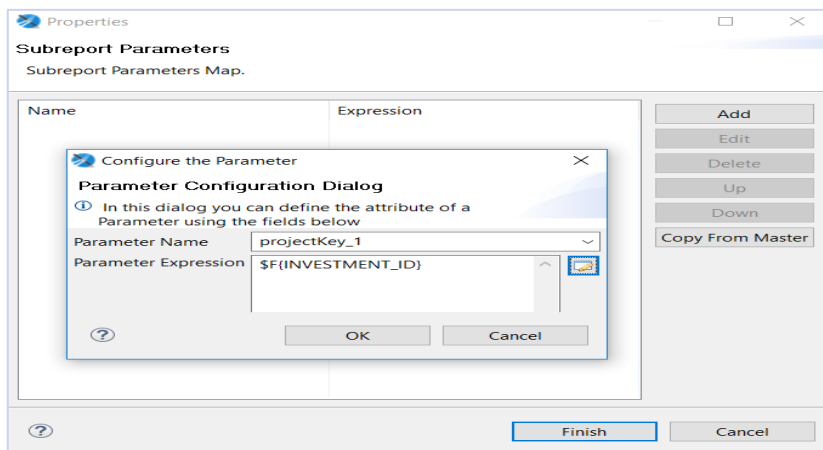 Properties
Subreport Parameters
Subreport Parameters Map.
Name Expression
Add
Edit
Delete
Up
Down
Copy From Master
Configure the Parameter
Parameter Configuration Dialog
In this dialog you can define the attribute of a
Parameter using the fields below
Parameter Name projectKey_1
Parameter Expression $F{INVESTMENT_ID}
OK Cancel
Finish Cancel